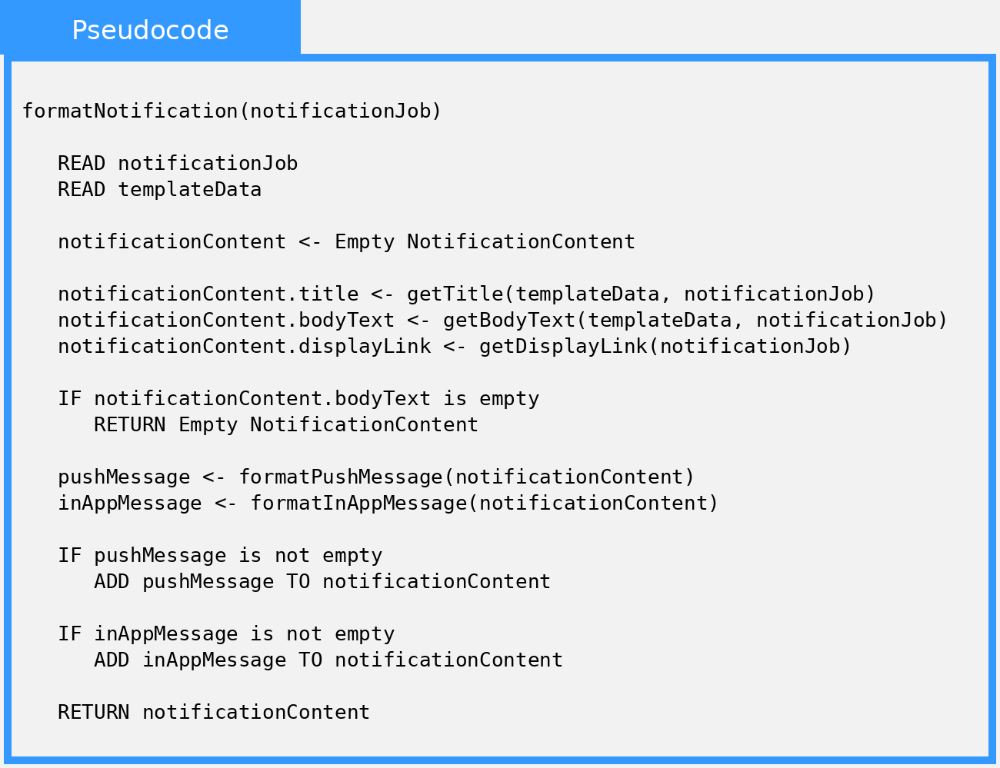 Pseudocode
formatNotification(notificationJob)
READ notificationJob
READ templateData
notificationContent <- Empty NotificationContent
notificationContent.title <- getTitle(templateData, notificationJob)
notificationContent.bodyText <- getBodyText(templateData, notificationJob)
notificationContent.displayLink <- getDisplayLink(notificationJob)
IF notificationContent.bodyText is empty
RETURN Empty NotificationContent
pushMessage <- formatPushMessage(notificationContent)
inAppMessage <- formatInAppMessage(notificationContent)
IF pushMessage is not empty
ADD pushMessage TO notificationContent
IF inAppMessage is not empty
ADD inAppMessage TO notificationContent
RETURN notificationContent